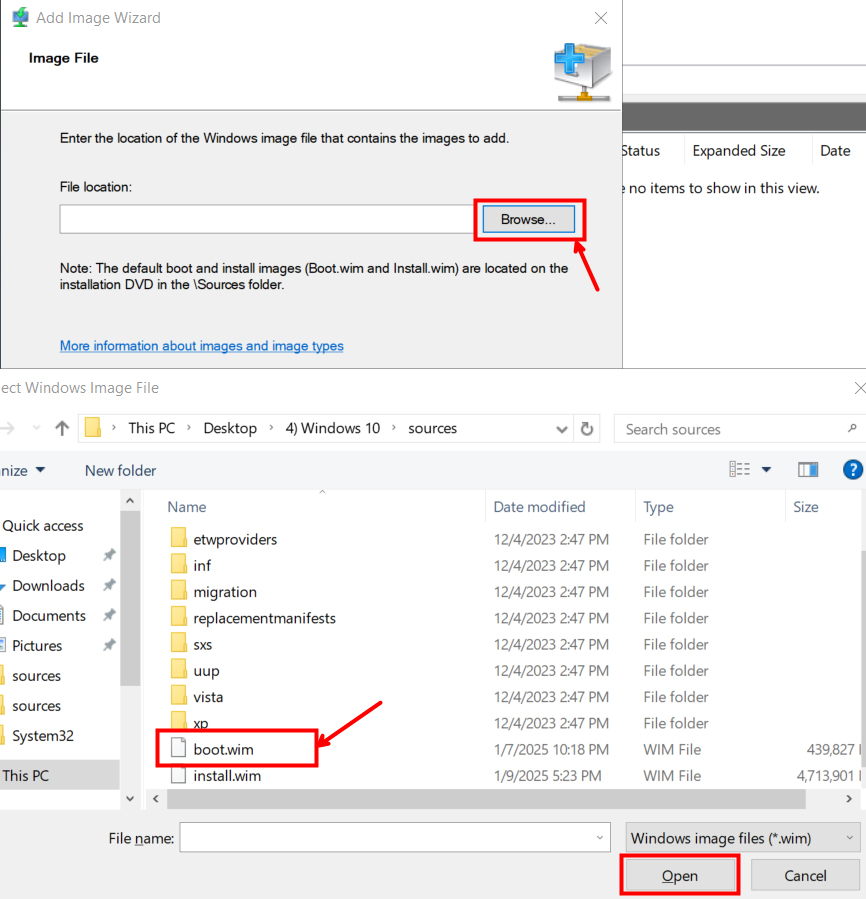 Add Image Wizard
Image File
Enter the location of the Windows image file that contains the images to add.
File location:
Browse...
Note: The default boot and install images (Boot.wim and Install.wim) are located on the
installation DVD in the \Sources folder.
More information about images and image types
Status Expanded Size Date
no items to show in this view.
ect Windows Image File
This PC > Desktop > 4) Windows 10 > sources
Search sources
nize New folder
?
Name Date modified Type Size
Quick access
Desktop
Downloads
Documents
Pictures
sources
sources
System32
This PC
etwproviders 12/4/2023 2:47 PM File folder
inf 12/4/2023 2:47 PM File folder
migration 12/4/2023 2:47 PM File folder
replacementmanifests 12/4/2023 2:47 PM File folder
sxs 12/4/2023 2:47 PM File folder
uup 12/4/2023 2:47 PM File folder
vista 12/4/2023 2:47 PM File folder
xp 12/4/2023 2:47 PM File folder
boot.wim 1/7/2025 10:18 PM WIM File 439,827
install.wim 1/9/2025 5:23 PM WIM File 4,713,901
File name:
Windows image files (*.wim)
Open Cancel